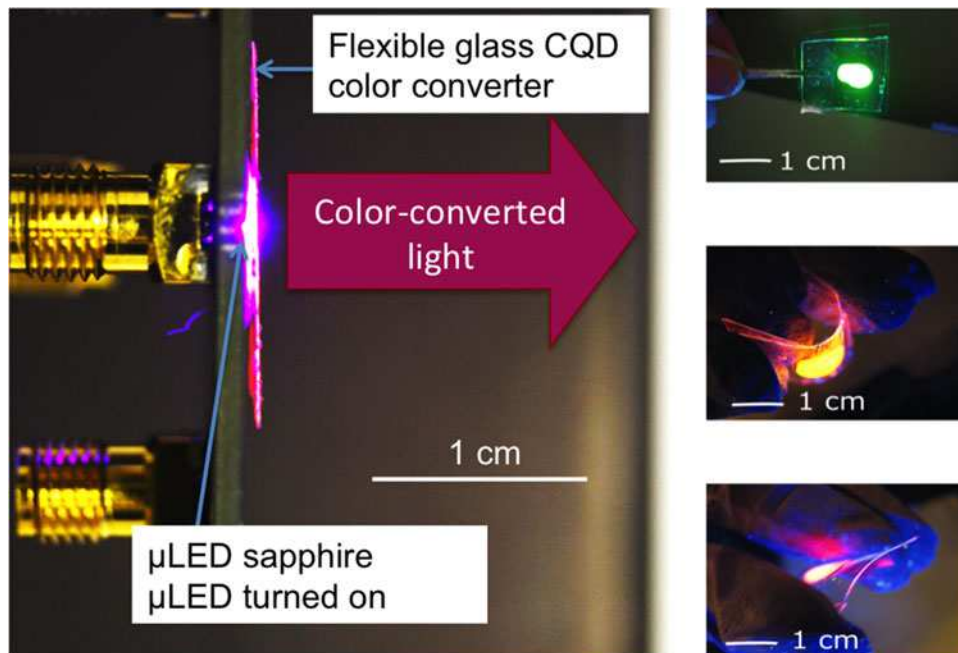 Flexible glass CQD
color converter
Color-converted
light
1 cm
µLED sapphire
µLED turned on
1 cm
1 cm
1 cm